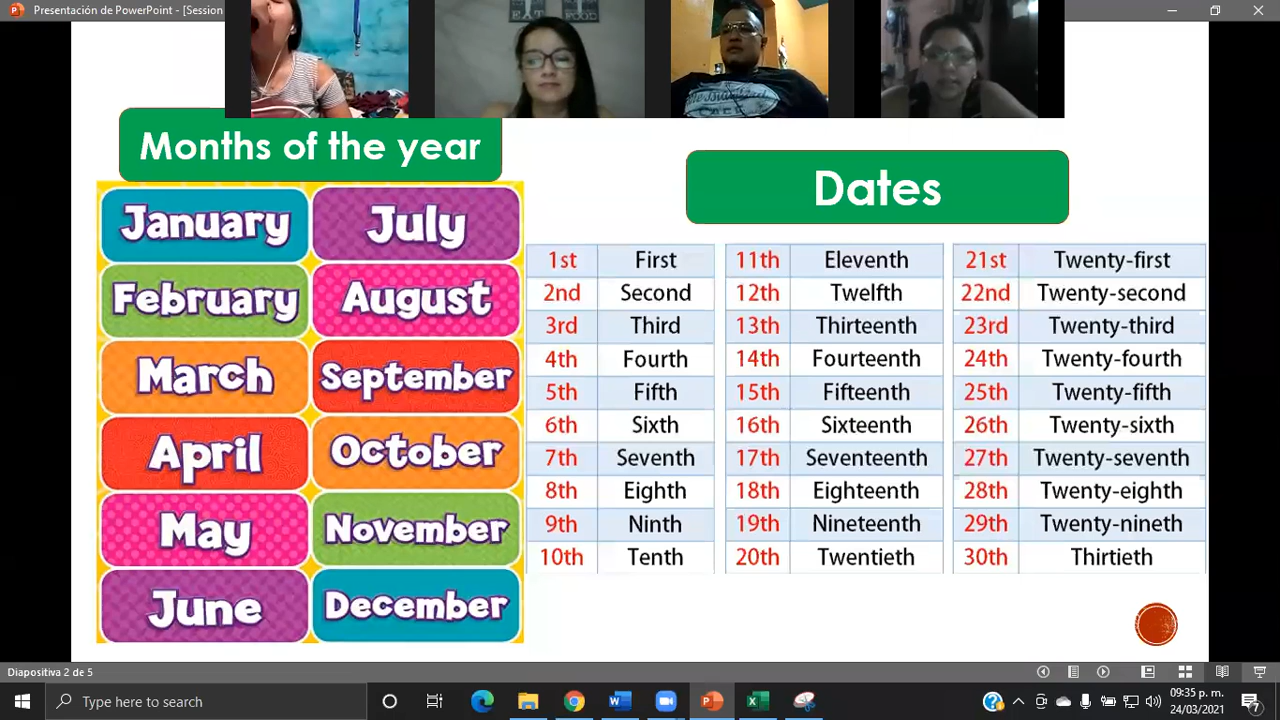 Presentación de PowerPoint - [Session
EAT FOOD
Months of the year
Dates
January July
February August
March September
April October
May November
June December
1st First 11th Eleventh 21st Twenty-first
2nd Second 12th Twelfth 22nd Twenty-second
3rd Third 13th Thirteenth 23rd Twenty-third
4th Fourth 14th Fourteenth 24th Twenty-fourth
5th Fifth 15th Fifteenth 25th Twenty-fifth
6th Sixth 16th Sixteenth 26th Twenty-sixth
7th Seventh 17th Seventeenth 27th Twenty-seventh
8th Eighth 18th Eighteenth 28th Twenty-eighth
9th Ninth 19th Nineteenth 29th Twenty-nineth
10th Tenth 20th Twentieth 30th Thirtieth
Diapositiva 2 de 5
Type here to search
09:35 p. m.
24/03/2021
7